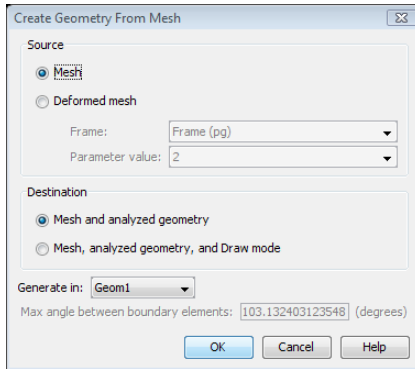 Create Geometry From Mesh
Source
Mesh
Deformed mesh
Frame: Frame (pg)
Parameter value: 2
Destination
Mesh and analyzed geometry
Mesh, analyzed geometry, and Draw mode
Generate in: Geom1
Max angle between boundary elements: 103.132403123548 (degrees)
OK Cancel Help